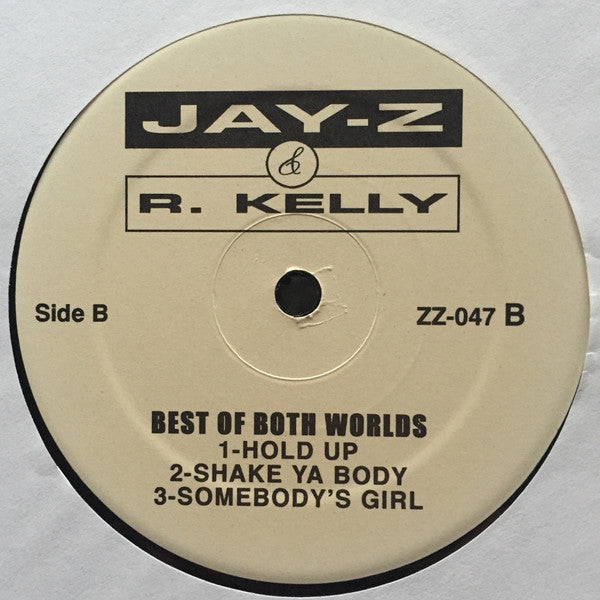 JAY-Z
&
R. KELLY
Side B
ZZ-047 B
BEST OF BOTH WORLDS
1-HOLD UP
2-SHAKE YA BODY
3-SOMEBODY'S GIRL